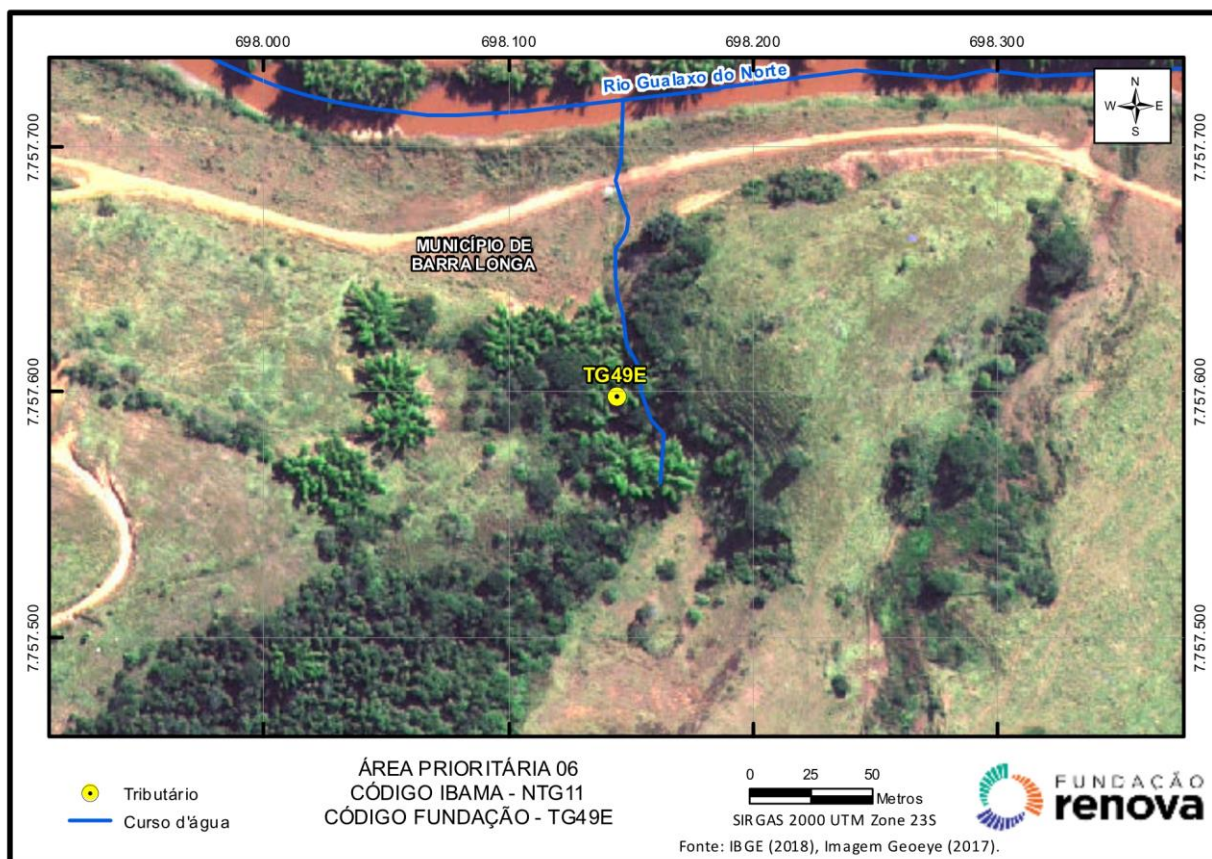 698.000 698.100 698.200 698.300
Rio Gualaxo do Norte
N
W E
S
7.757.700 7.757.700
MUNICÍPIO DE
BARRA LONGA
TG49E
7.757.600 7.757.600
7.757.500 7.757.500
Tributário
Curso d'água
ÁREA PRIORITÁRIA 06
CÓDIGO IBAMA - NTG11
CÓDIGO FUNDAÇÃO - TG49E
0 25 50
Metros
SIRGAS 2000 UTM Zone 23S
Fonte: IBGE (2018), Imagem Geoeye (2017).
FUNDAÇÃO
renova